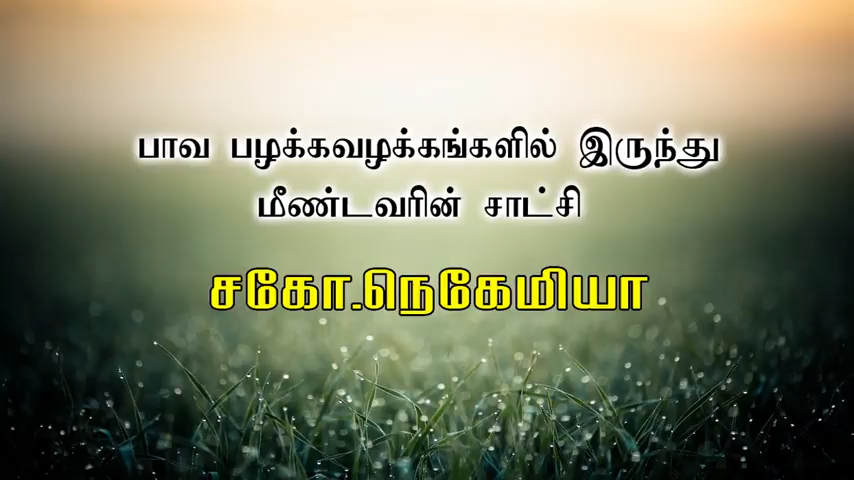 பாவ பழக்கவழக்கங்களில் இருந்து
மீண்டவரின் சாட்சி
சகோ.நெகேமியா